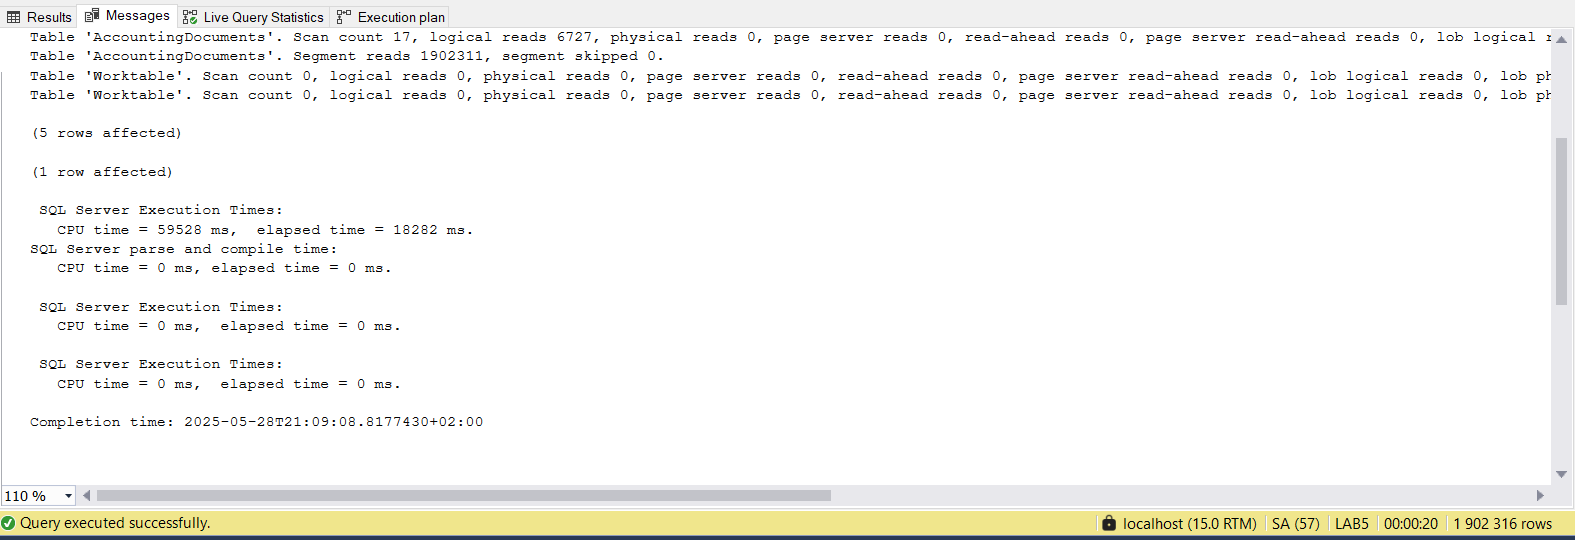 Results Messages Live Query Statistics Execution plan
Table 'AccountingDocuments'. Scan count 17, logical reads 6727, physical reads 0, page server reads 0, read-ahead reads 0, page server read-ahead reads 0, lob logical
Table 'AccountingDocuments'. Segment reads 1902311, segment skipped 0.
Table 'Worktable'. Scan count 0, logical reads 0, physical reads 0, page server reads 0, read-ahead reads 0, page server read-ahead reads 0, lob logical reads 0, lob ph
Table 'Worktable'. Scan count 0, logical reads 0, physical reads 0, page server reads 0, read-ahead reads 0, page server read-ahead reads 0, lob logical reads 0, lob ph
(5 rows affected)
(1 row affected)
SQL Server Execution Times:
CPU time = 59528 ms, elapsed time = 18282 ms.
SQL Server parse and compile time:
CPU time = 0 ms, elapsed time = 0 ms.
SQL Server Execution Times:
CPU time = 0 ms, elapsed time = 0 ms.
SQL Server Execution Times:
CPU time = 0 ms, elapsed time = 0 ms.
Completion time: 2025-05-28T21:09:08.8177430+02:00
110 %
Query executed successfully. localhost (15.0 RTM) SA (57) LAB5 00:00:20 1 902 316 rows